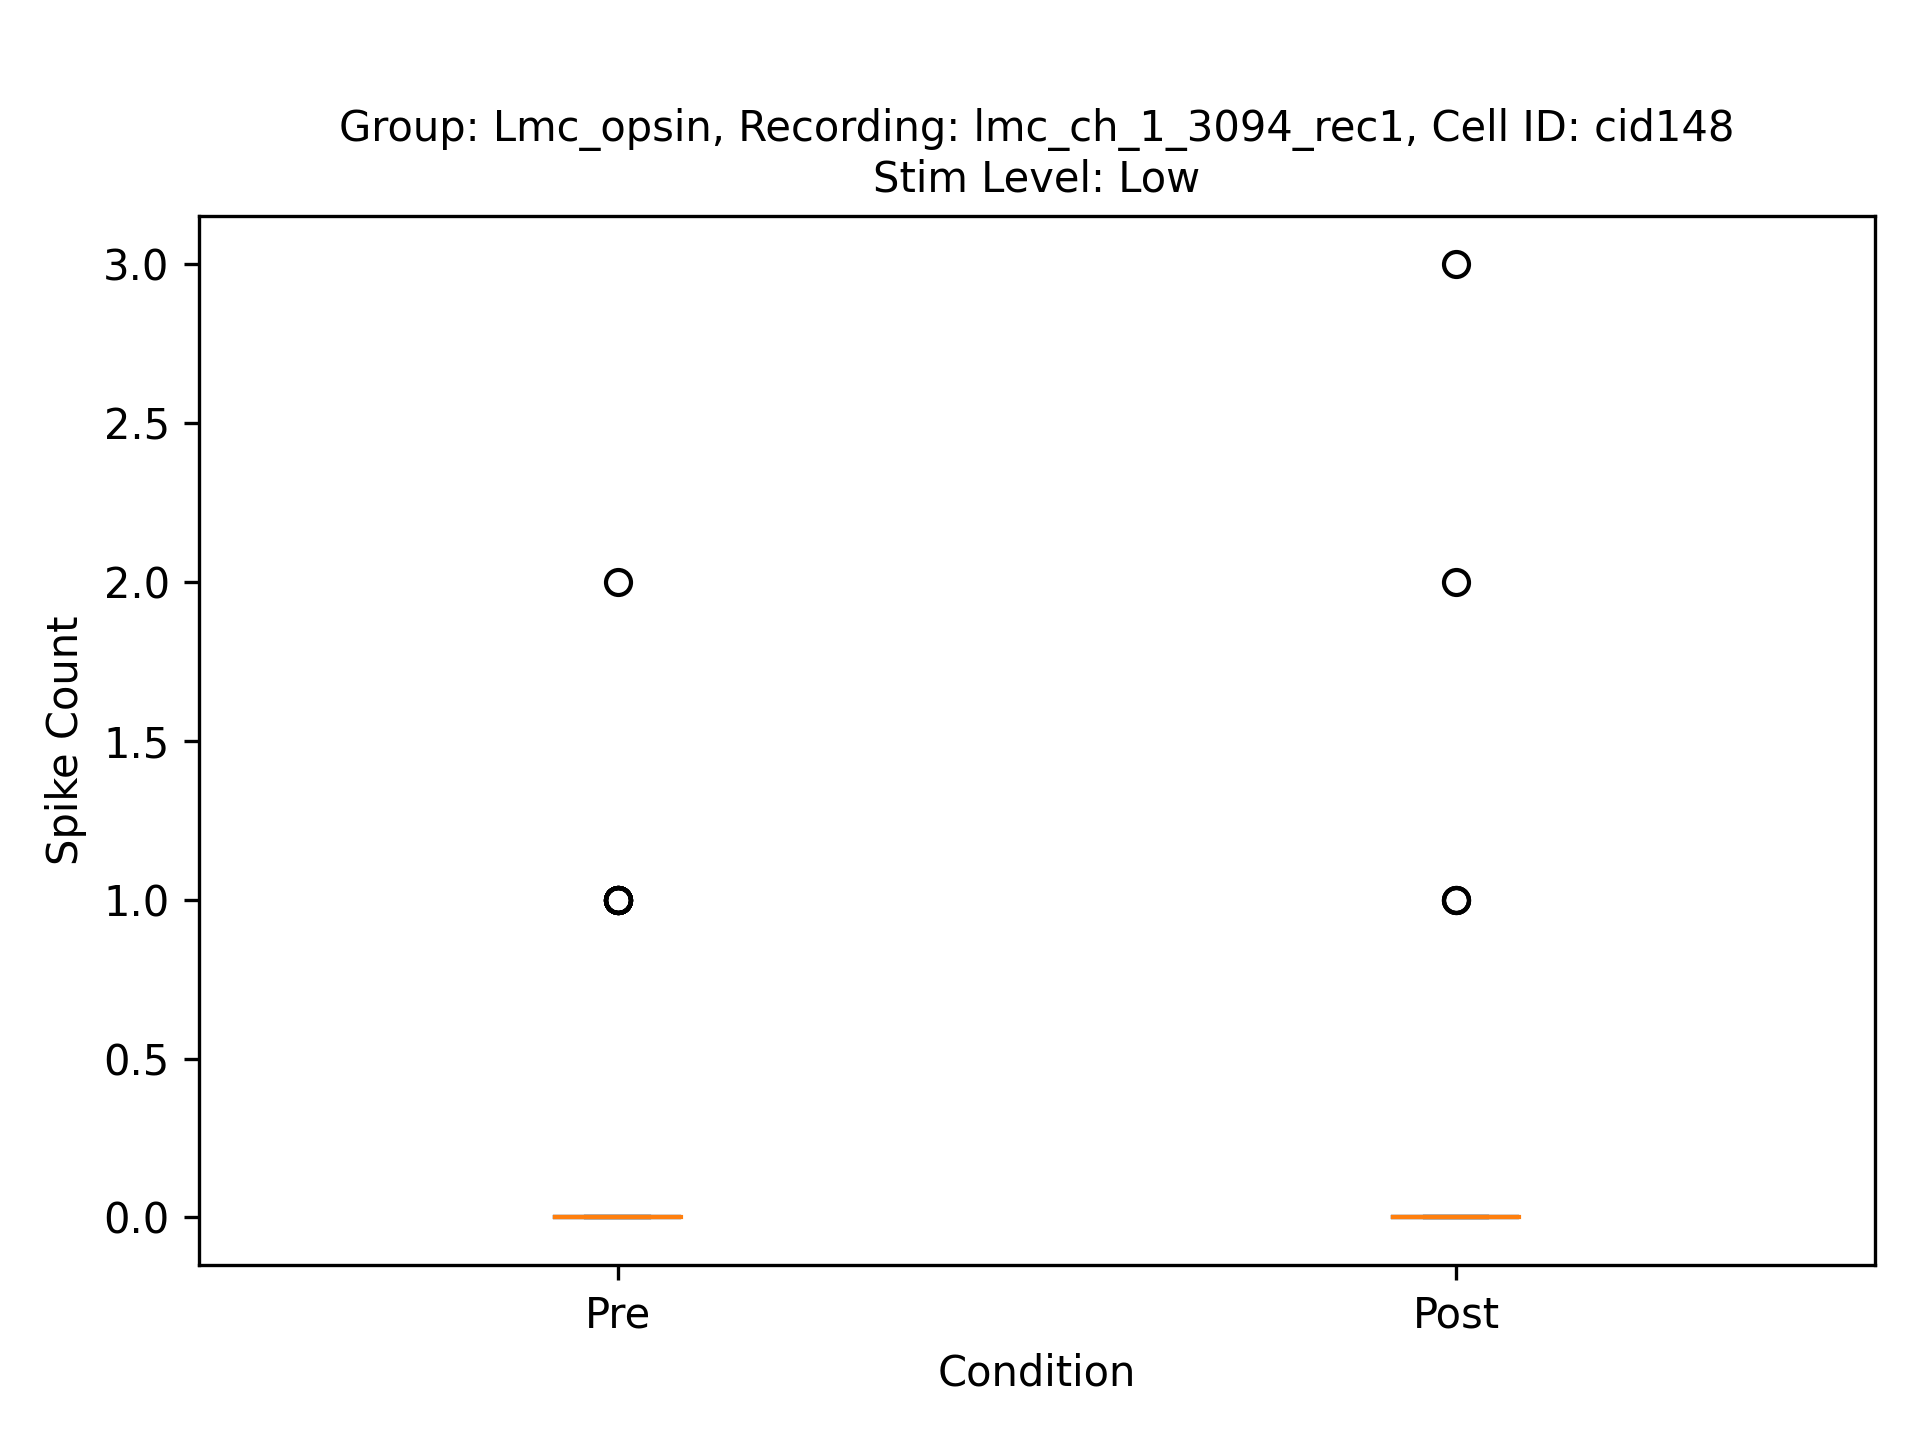 Group: Lmc_opsin, Recording: lmc_ch_1_3094_rec1, Cell ID: cid148
Stim Level: Low
3.0
2.5
2.0
1.5
1.0
0.5
0.0
Spike Count
Pre Post
Condition